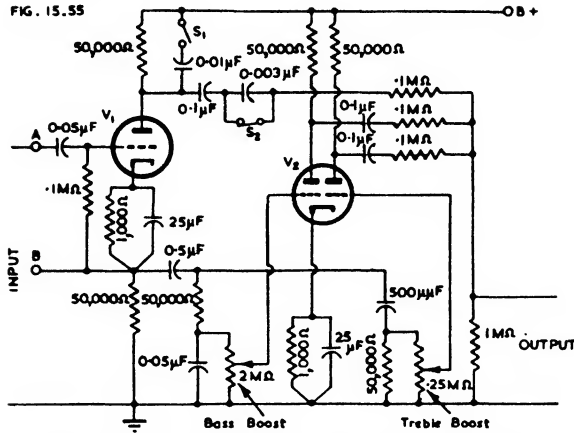 FIG. 15.55
B+
S₁
50,000Ω
50,000Ω
50,000Ω
0·01μF
0·003μF
·1MΩ
0·1μF
S₂
0·1μF
·1MΩ
0·1μF
·1MΩ
A
0·05μF
V₁
V₂
·1MΩ
1,000Ω
25μF
INPUT
B
0·5μF
500μμF
50,000Ω
50,000Ω
0·05μF
2MΩ
1,000Ω
25
μF
50,000Ω
·25MΩ
1MΩ
OUTPUT
Bass Boost
Treble Boost